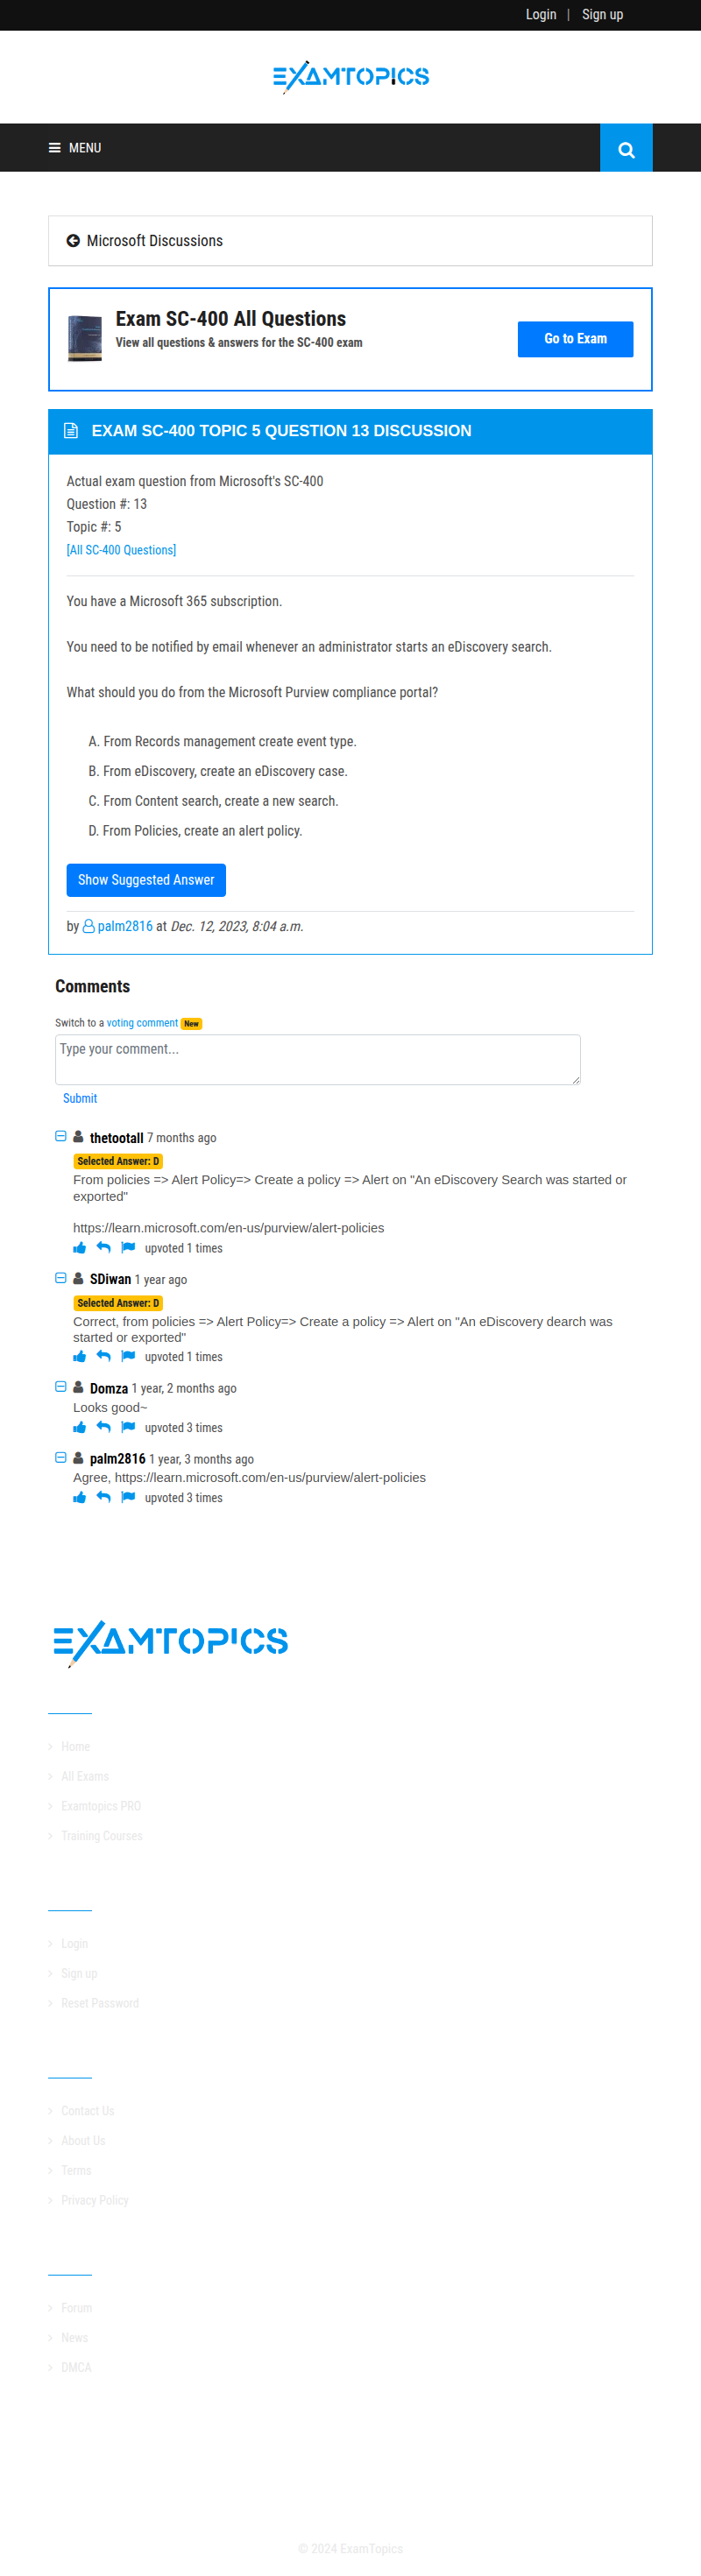 Login | Sign up
EXAMTOPICS
MENU
Microsoft Discussions
Exam SC-400 All Questions
View all questions & answers for the SC-400 exam
Go to Exam
EXAM SC-400 TOPIC 5 QUESTION 13 DISCUSSION
Actual exam question from Microsoft's SC-400
Question #: 13
Topic #: 5
[All SC-400 Questions]
You have a Microsoft 365 subscription.
You need to be notified by email whenever an administrator starts an eDiscovery search.
What should you do from the Microsoft Purview compliance portal?
A. From Records management create event type.
B. From eDiscovery, create an eDiscovery case.
C. From Content search, create a new search.
D. From Policies, create an alert policy.
Show Suggested Answer
by palm2816 at Dec. 12, 2023, 8:04 a.m.
Comments
Switch to a voting comment New
Type your comment...
Submit
thetootall 7 months ago
Selected Answer: D
From policies => Alert Policy=> Create a policy => Alert on "An eDiscovery Search was started or
exported"
https://learn.microsoft.com/en-us/purview/alert-policies
upvoted 1 times
SDiwan 1 year ago
Selected Answer: D
Correct, from policies => Alert Policy=> Create a policy => Alert on "An eDiscovery dearch was
started or exported"
upvoted 1 times
Domza 1 year, 2 months ago
Looks good~
upvoted 3 times
palm2816 1 year, 3 months ago
Agree, https://learn.microsoft.com/en-us/purview/alert-policies
upvoted 3 times
EXAMTOPICS
Home
All Exams
Examtopics PRO
Training Courses
Login
Sign up
Reset Password
Contact Us
About Us
Terms
Privacy Policy
Forum
News
DMCA
© 2024 ExamTopics